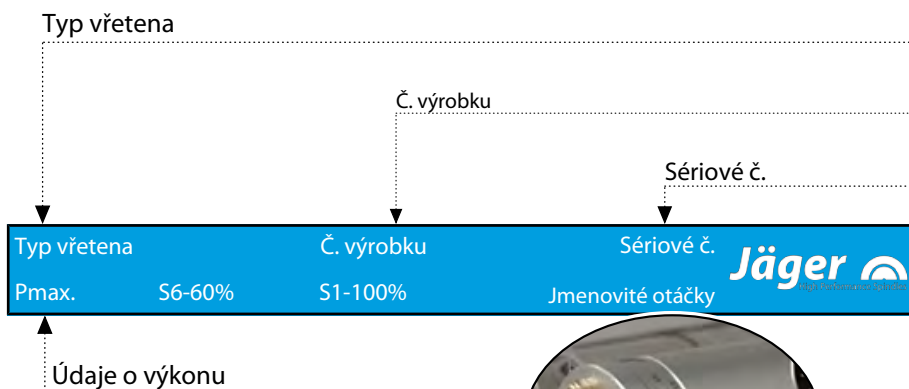 Typ vřetena
Č. výrobku
Sériové č.
Typ vřetena Č. výrobku Sériové č.
Jäger
Pmax. S6-60% S1-100% Jmenovité otáčky
Údaje o výkonu